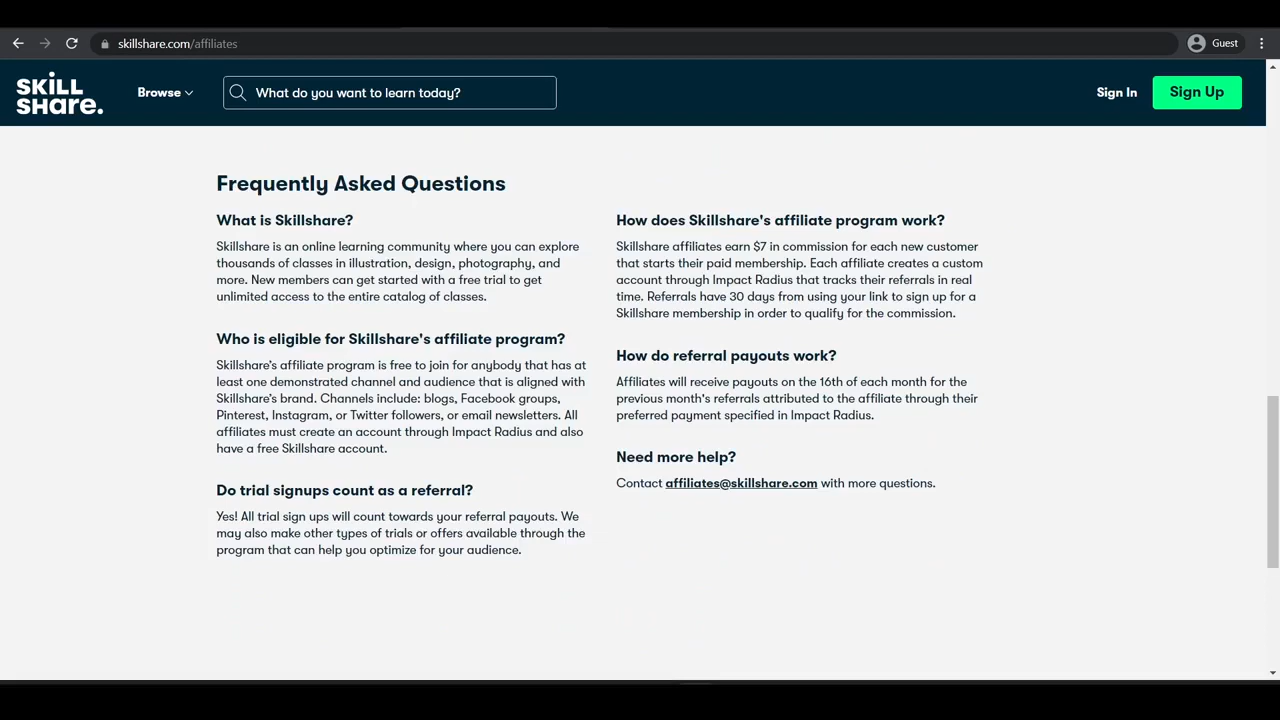 skillshare.com/affiliates
Guest
SKILL
SHARE.
Browse
What do you want to learn today?
Sign In
Sign Up
Frequently Asked Questions
What is Skillshare?
Skillshare is an online learning community where you can explore
thousands of classes in illustration, design, photography, and
more. New members can get started with a free trial to get
unlimited access to the entire catalog of classes.
Who is eligible for Skillshare's affiliate program?
Skillshare’s affiliate program is free to join for anybody that has at
least one demonstrated channel and audience that is aligned with
Skillshare’s brand. Channels include: blogs, Facebook groups,
Pinterest, Instagram, or Twitter followers, or email newsletters. All
affiliates must create an account through Impact Radius and also
have a free Skillshare account.
Do trial signups count as a referral?
Yes! All trial sign ups will count towards your referral payouts. We
may also make other types of trials or offers available through the
program that can help you optimize for your audience.
How does Skillshare's affiliate program work?
Skillshare affiliates earn $7 in commission for each new customer
that starts their paid membership. Each affiliate creates a custom
account through Impact Radius that tracks their referrals in real
time. Referrals have 30 days from using your link to sign up for a
Skillshare membership in order to qualify for the commission.
How do referral payouts work?
Affiliates will receive payouts on the 16th of each month for the
previous month's referrals attributed to the affiliate through their
preferred payment specified in Impact Radius.
Need more help?
Contact affiliates@skillshare.com with more questions.